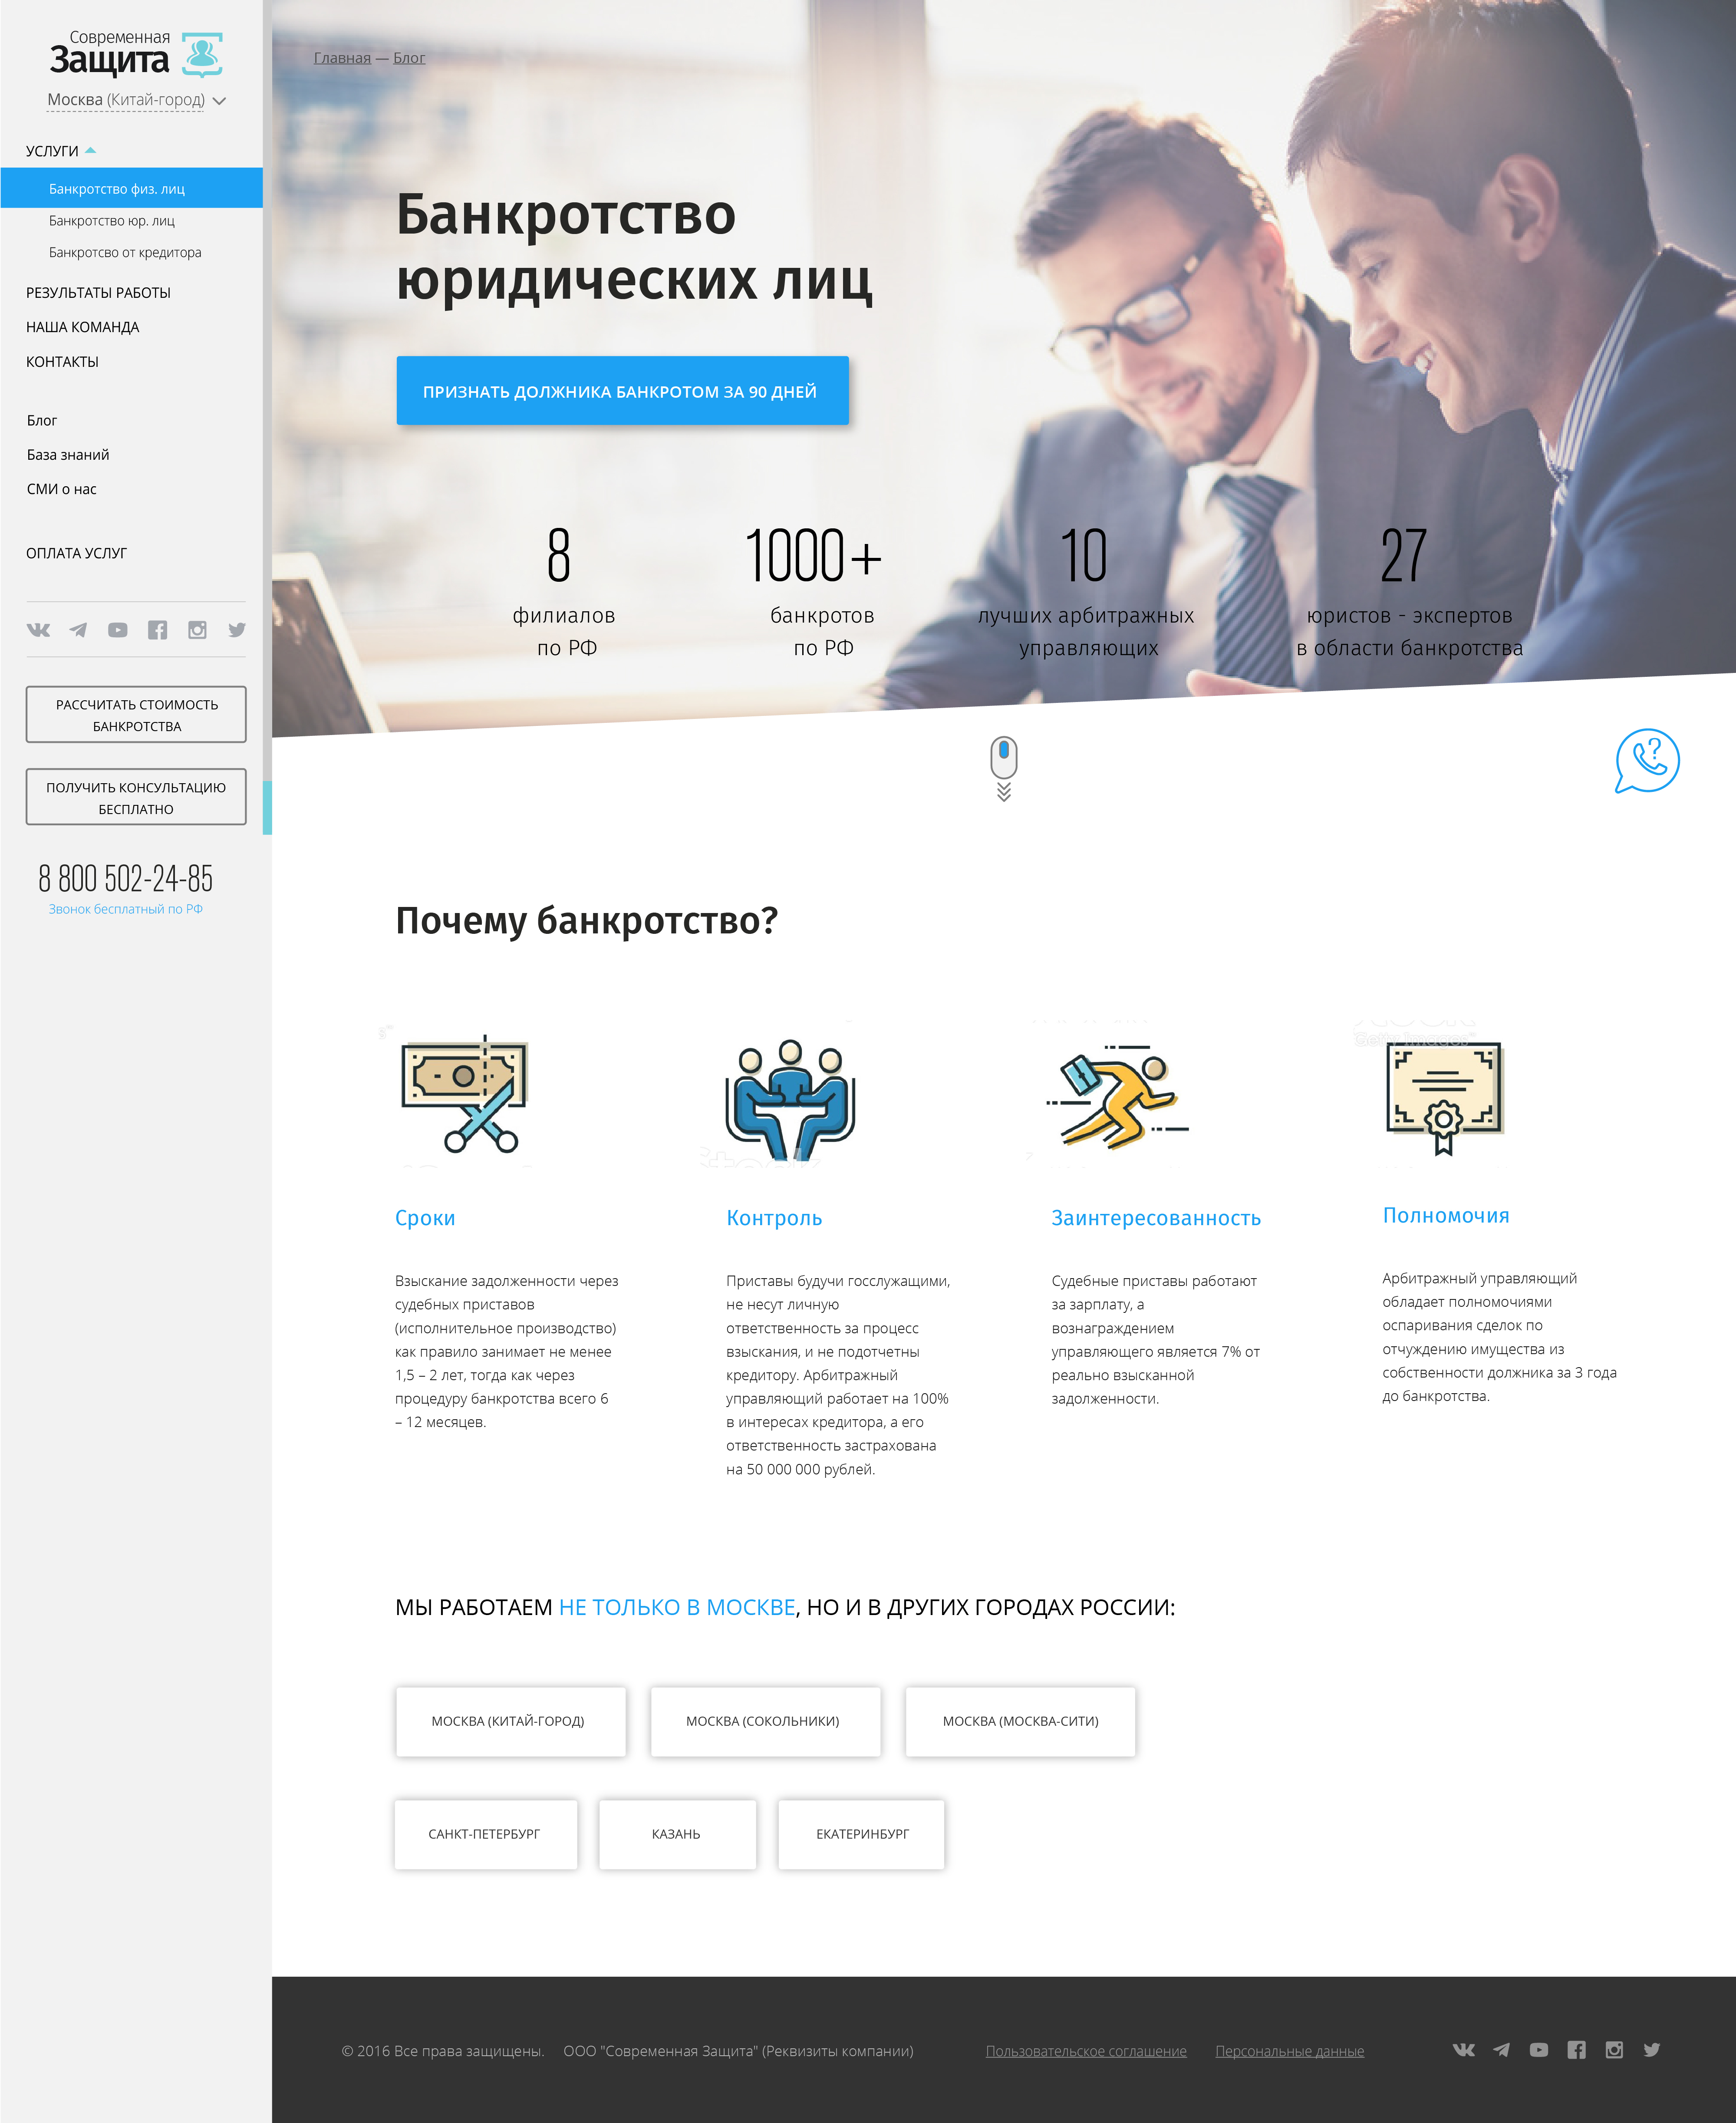 Современная
Защита
Москва (Китай-город)
УСЛУГИ
Банкротство физ. лиц
Банкротство юр. лиц
Банкротсво от кредитора
РЕЗУЛЬТАТЫ РАБОТЫ
НАША КОМАНДА
КОНТАКТЫ
Блог
База знаний
СМИ о нас
ОПЛАТА УСЛУГ
РАССЧИТАТЬ СТОИМОСТЬ
БАНКРОТСТВА
ПОЛУЧИТЬ КОНСУЛЬТАЦИЮ
БЕСПЛАТНО
8 800 502-24-85
Звонок бесплатный по РФ
Главная — Блог
Банкротство
юридических лиц
ПРИЗНАТЬ ДОЛЖНИКА БАНКРОТОМ ЗА 90 ДНЕЙ
8
филиалов
по РФ
1000+
банкротов
по РФ
10
лучших арбитражных
управляющих
27
юристов - экспертов
в области банкротства
Почему банкротство?
Сроки
Взыскание задолженности через
судебных приставов
(исполнительное производство)
как правило занимает не менее
1,5 – 2 лет, тогда как через
процедуру банкротства всего 6
– 12 месяцев.
Контроль
Приставы будучи госслужащими,
не несут личную
ответственность за процесс
взыскания, и не подотчетны
кредитору. Арбитражный
управляющий работает на 100%
в интересах кредитора, а его
ответственность застрахована
на 50 000 000 рублей.
Заинтересованность
Судебные приставы работают
за зарплату, а
вознаграждением
управляющего является 7% от
реально взысканной
задолженности.
Getty Images
Полномочия
Арбитражный управляющий
обладает полномочиями
оспаривания сделок по
отчуждению имущества из
собственности должника за 3 года
до банкротства.
МЫ РАБОТАЕМ НЕ ТОЛЬКО В МОСКВЕ, НО И В ДРУГИХ ГОРОДАХ РОССИИ:
МОСКВА (КИТАЙ-ГОРОД)
МОСКВА (СОКОЛЬНИКИ)
МОСКВА (МОСКВА-СИТИ)
САНКТ-ПЕТЕРБУРГ
КАЗАНЬ
ЕКАТЕРИНБУРГ
© 2016 Все права защищены.
ООО "Современная Защита" (Реквизиты компании)
Пользовательское соглашение
Персональные данные